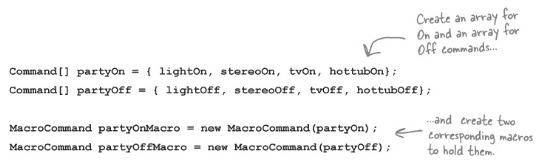 Create an array for
On and an array for
Off commands...
Command[] partyOn = { lightOn, stereoOn, tvOn, hottubOn};
Command[] partyOff = { lightOff, stereoOff, tvOff, hottubOff};
MacroCommand partyOnMacro = new MacroCommand(partyOn);
MacroCommand partyOffMacro = new MacroCommand(partyOff);
...and create two
corresponding macros
to hold them.